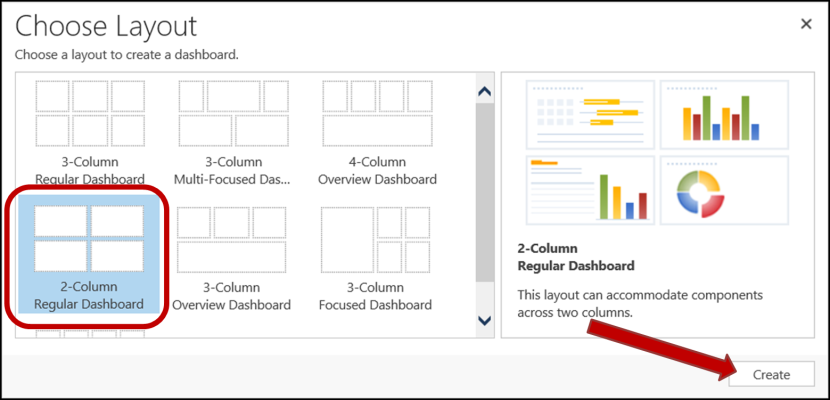 Choose Layout
Choose a layout to create a dashboard.
3-Column
Regular Dashboard
3-Column
Multi-Focused Das...
4-Column
Overview Dashboard
2-Column
Regular Dashboard
3-Column
Overview Dashboard
3-Column
Focused Dashboard
2-Column
Regular Dashboard
This layout can accommodate components
across two columns.
Create